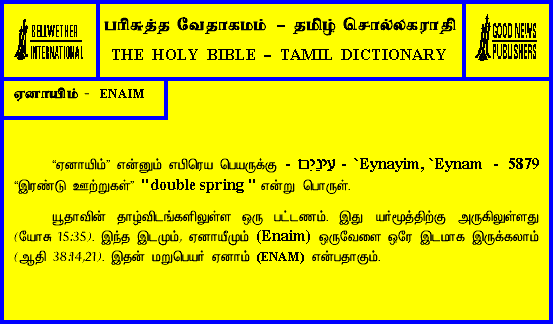 BELLWETHER
INTERNATIONAL
பரிசுத்த வேதாகமம் – தமிழ் சொல்லகராதி
THE HOLY BIBLE – TAMIL DICTIONARY
GOOD NEWS
PUBLISHERS
ஏனாயிம் - ENAIM
“ஏனாயிம்” என்னும் எபிரெய பெயருக்கு - עֵינַיִם - `Eynayim, `Eynam - 5879
“இரண்டு ஊற்றுகள்” "double spring " என்று பொருள்.
யூதாவின் தாழ்விடங்களிலுள்ள ஒரு பட்டணம். இது யர்மூத்திற்கு அருகிலுள்ளது
(யோசு 15:35). இந்த இடமும், ஏனாயீமும் (Enaim) ஒருவேளை ஒரே இடமாக இருக்கலாம்
(ஆதி 38:14,21). இதன் மறுபெயர் ஏனாம் (ENAM) என்பதாகும்.